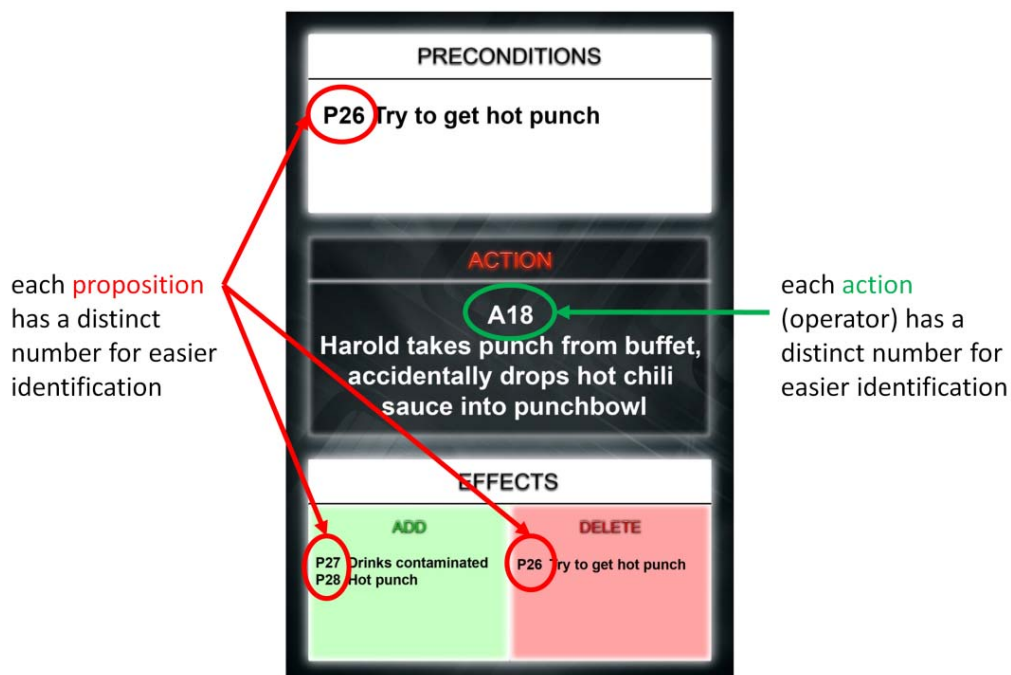 PRECONDITIONS
P26 Try to get hot punch
ACTION
A18
Harold takes punch from buffet,
accidentally drops hot chili
sauce into punchbowl
EFFECTS
ADD
P27 Drinks contaminated
P28 Hot punch
DELETE
P26 Try to get hot punch
each proposition
has a distinct
number for easier
identification
each action
(operator) has a
distinct number for
easier identification